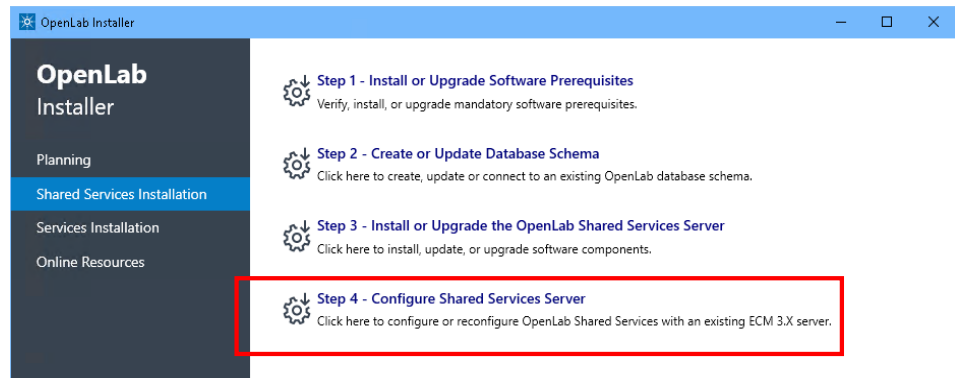 OpenLab Installer
OpenLab
Installer
Planning
Shared Services Installation
Services Installation
Online Resources
Step 1 - Install or Upgrade Software Prerequisites
Verify, install, or upgrade mandatory software prerequisites.
Step 2 - Create or Update Database Schema
Click here to create, update or connect to an existing OpenLab database schema.
Step 3 - Install or Upgrade the OpenLab Shared Services Server
Click here to install, update, or upgrade software components.
Step 4 - Configure Shared Services Server
Click here to configure or reconfigure OpenLab Shared Services with an existing ECM 3.X server.